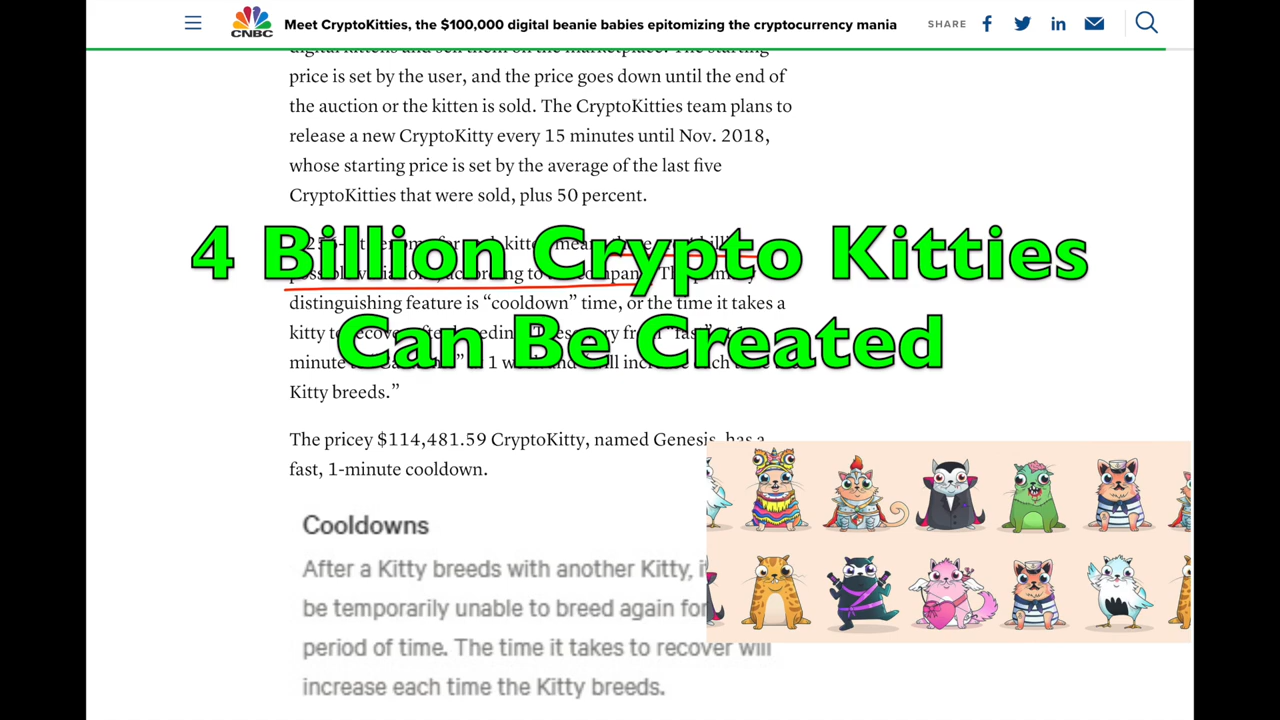 CNBC
Meet CryptoKitties, the $100,000 digital beanie babies epitomizing the cryptocurrency mania
SHARE
digital kittens and sell them on the marketplace. The starting
price is set by the user, and the price goes down until the end of
the auction or the kitten is sold. The CryptoKitties team plans to
release a new CryptoKitty every 15 minutes until Nov. 2018,
whose starting price is set by the average of the last five
CryptoKitties that were sold, plus 50 percent.
4 Billion Crypto Kitties
Can Be Created
possible variations, according to the company. The primary
distinguishing feature is “cooldown” time, or the time it takes a
kitty to recover after breeding.
minute
1 week and will increase each time
Kitty breeds.”
The pricey $114,481.59 CryptoKitty, named Genesis, has a
fast, 1-minute cooldown.
Cooldowns
After a Kitty breeds with another Kitty,
be temporarily unable to breed again for
period of time. The time it takes to recover will
increase each time the Kitty breeds.